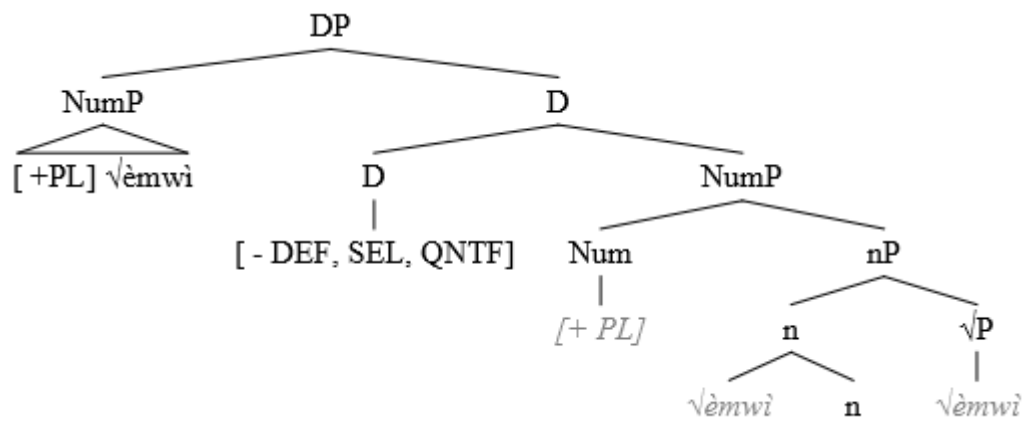 DP
NumP D
[ +PL] √èmwì D NumP
[ - DEF, SEL, QNTF] Num nP
[+ PL] n √P
√èmwì n √èmwì